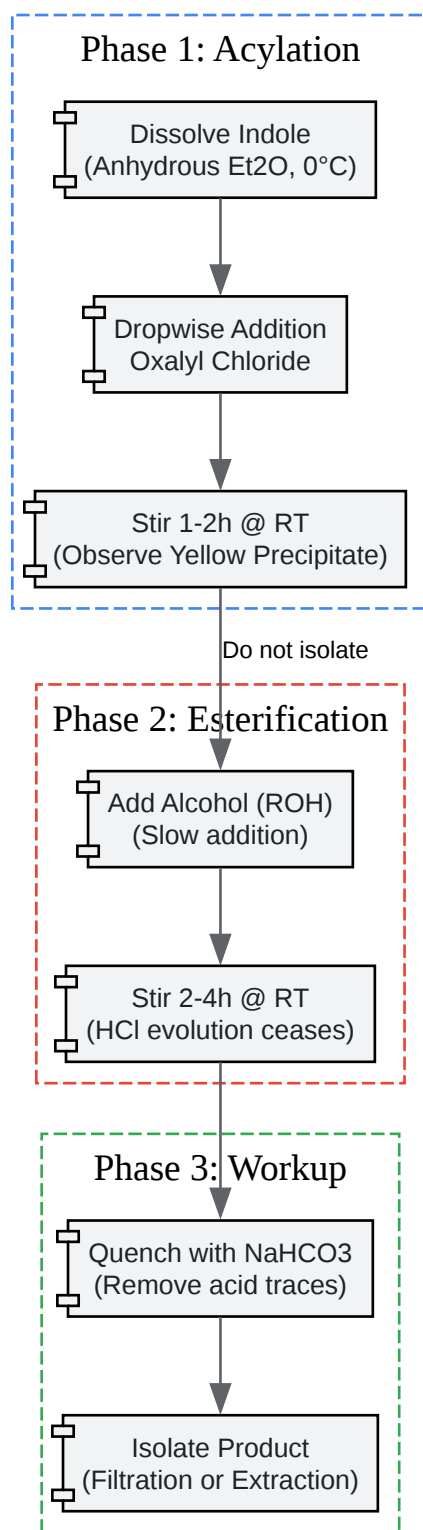 Phase 1: Acylation
Dissolve Indole
(Anhydrous Et2O, 0°C)
Dropwise Addition
Oxalyl Chloride
Stir 1-2h @ RT
(Observe Yellow Precipitate)
Do not isolate
Phase 2: Esterification
Add Alcohol (ROH)
(Slow addition)
Stir 2-4h @ RT
(HCl evolution ceases)
Phase 3: Workup
Quench with NaHCO3
(Remove acid traces)
Isolate Product
(Filtration or Extraction)